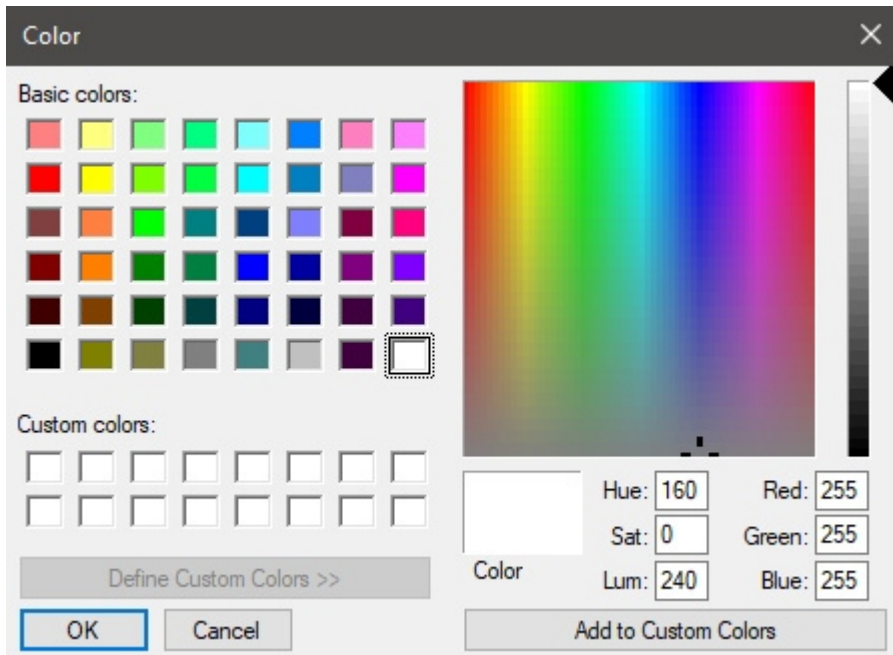 Color
Basic colors:
Custom colors:
Define Custom Colors >>
OK Cancel
Color
Hue: 160 Red: 255
Sat: 0 Green: 255
Lum: 240 Blue: 255
Add to Custom Colors